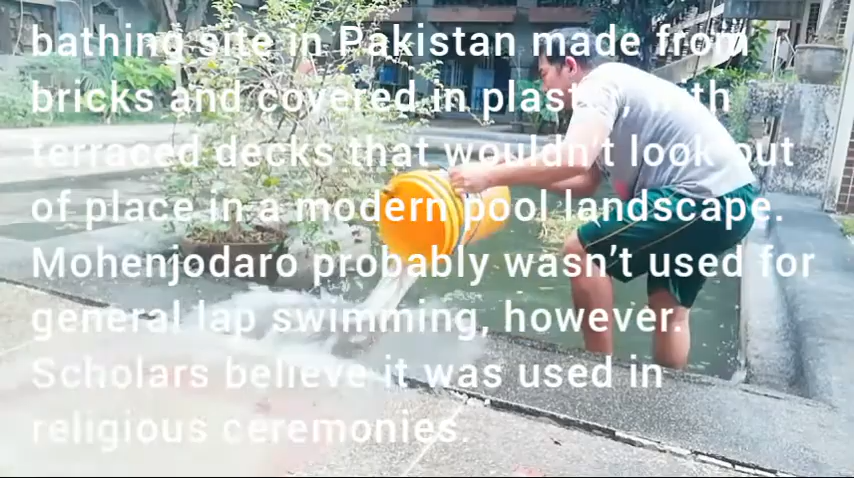 bathing site in Pakistan made from
bricks and covered in plaster, with
terraced decks that wouldn't look out
of place in a modern pool landscape.
Mohenjodaro probably wasn't used for
general lap swimming, however.
Scholars believe it was used in
religious ceremonies.